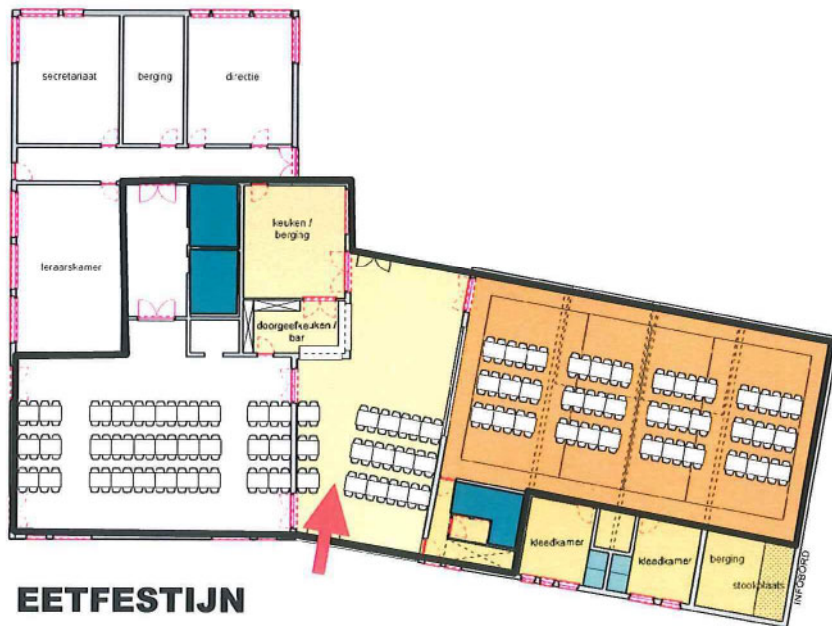 secretariaat
berging
directie
keuken /
berging
leraarskamer
doorgeefkeuken /
bar
kleedkamer
kleedkamer
berging
stookplaats
INFOBORD
EETFESTIJN